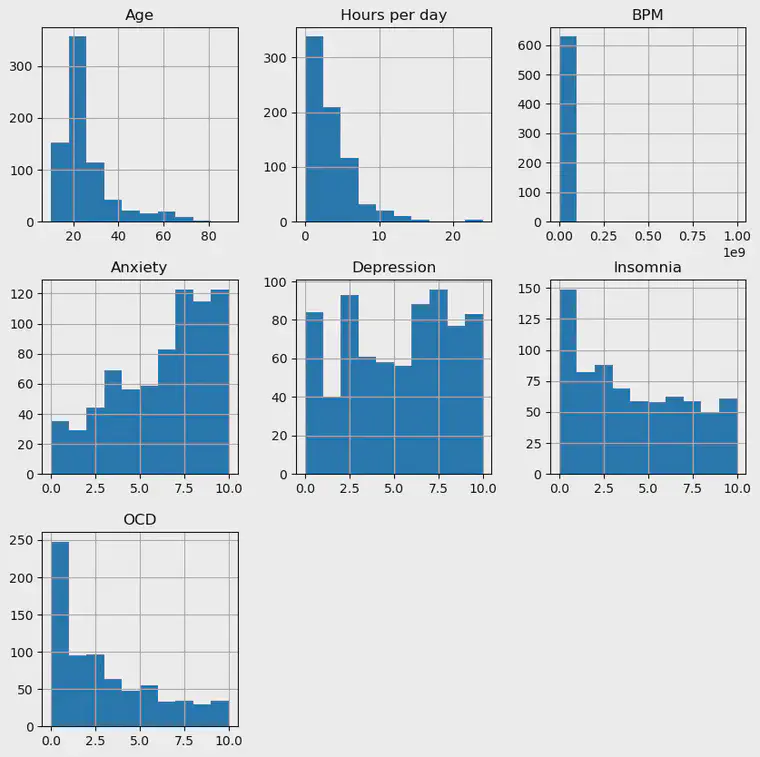 Age Hours per day BPM
300 300 600
500
200 200 400
300
100 100 200
100
0 0 0
20 40 60 80 0 10 20 0.00 0.25 0.50 0.75 1.00
1e9
Anxiety Depression Insomnia
120 100 150
100 80 125
80 60 100
60 75
40 40 50
20 20 25
0 0 0
0.0 2.5 5.0 7.5 10.0 0.0 2.5 5.0 7.5 10.0 0.0 2.5 5.0 7.5 10.0
OCD
250
200
150
100
50
0
0.0 2.5 5.0 7.5 10.0